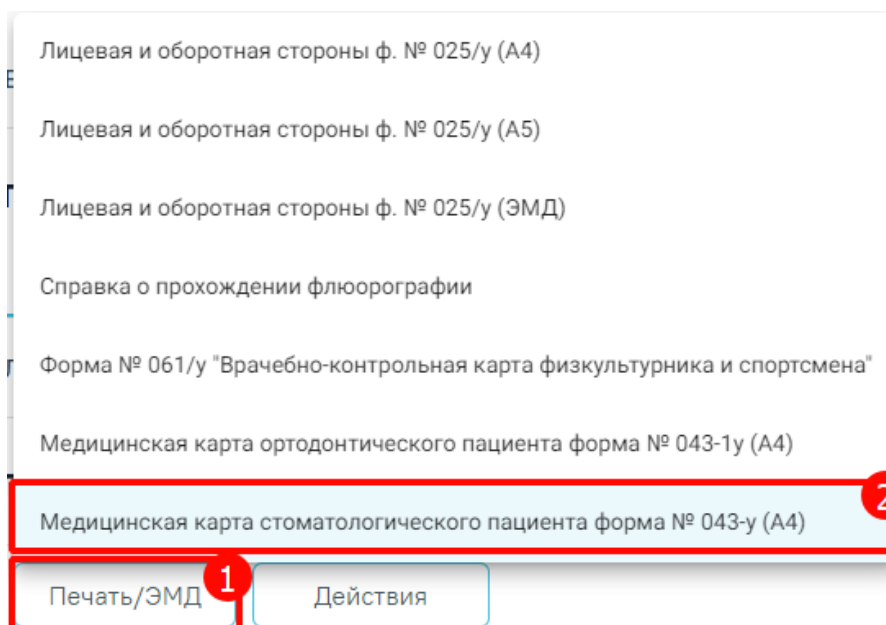 Лицевая и оборотная стороны ф. № 025/у (А4)
Лицевая и оборотная стороны ф. № 025/у (А5)
Лицевая и оборотная стороны ф. № 025/у (ЭМД)
Справка о прохождении флюорографии
Форма № 061/у "Врачебно-контрольная карта физкультурника и спортсмена"
Медицинская карта ортодонтического пациента форма № 043-1у (А4)
2
Медицинская карта стоматологического пациента форма № 043-у (А4)
1
Печать/ЭМД Действия